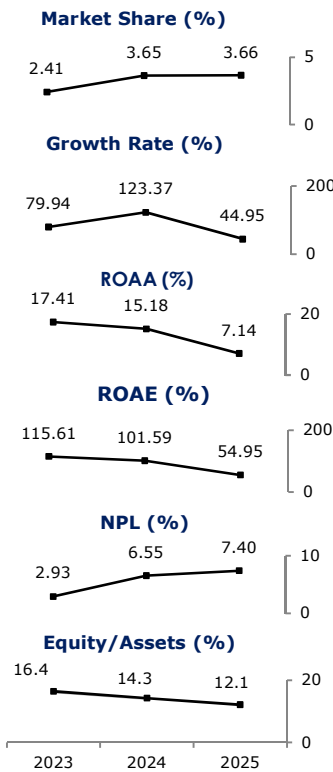 Market Share (%)
2.41 3.65 3.66
5
0
Growth Rate (%)
79.94 123.37 44.95
200
0
ROAA (%)
17.41 15.18 7.14
20
0
ROAE (%)
115.61 101.59 54.95
200
0
NPL (%)
2.93 6.55 7.40
10
0
Equity/Assets (%)
16.4 14.3 12.1
20
0
2023 2024 2025